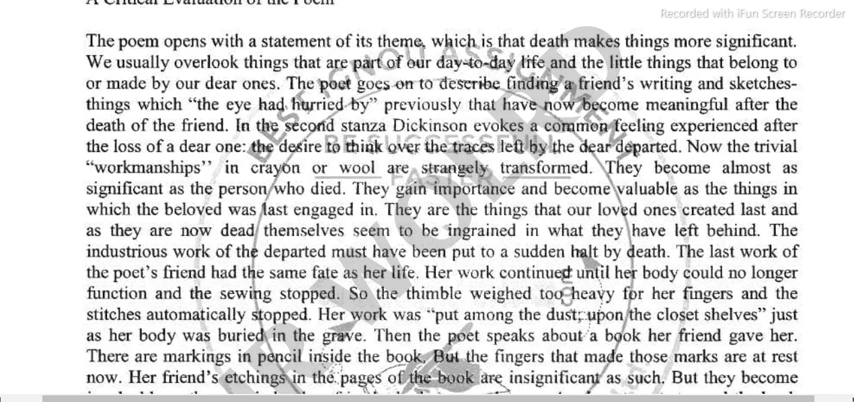 A Critical Evaluation of the Poem
Recorded with iFun Screen Recorder
The poem opens with a statement of its theme, which is that death makes things more significant.
We usually overlook things that are part of our day-to-day life and the little things that belong to
or made by our dear ones. The poet goes on to describe finding a friend's writing and sketches-
things which "the eye had hurried by" previously that have now become meaningful after the
death of the friend. In the second stanza Dickinson evokes a common feeling experienced after
the loss of a dear one: the desire to think over the traces left by the dear departed. Now the trivial
"workmanships'' in crayon or wool are strangely transformed. They become almost as
significant as the person who died. They gain importance and become valuable as the things in
which the beloved was last engaged in. They are the things that our loved ones created last and
as they are now dead themselves seem to be ingrained in what they have left behind. The
industrious work of the departed must have been put to a sudden halt by death. The last work of
the poet's friend had the same fate as her life. Her work continued until her body could no longer
function and the sewing stopped. So the thimble weighed too heavy for her fingers and the
stitches automatically stopped. Her work was "put among the dust; upon the closet shelves" just
as her body was buried in the grave. Then the poet speaks about a book her friend gave her.
There are markings in pencil inside the book. But the fingers that made those marks are at rest
now. Her friend's etchings in the pages of the book are insignificant as such. But they become